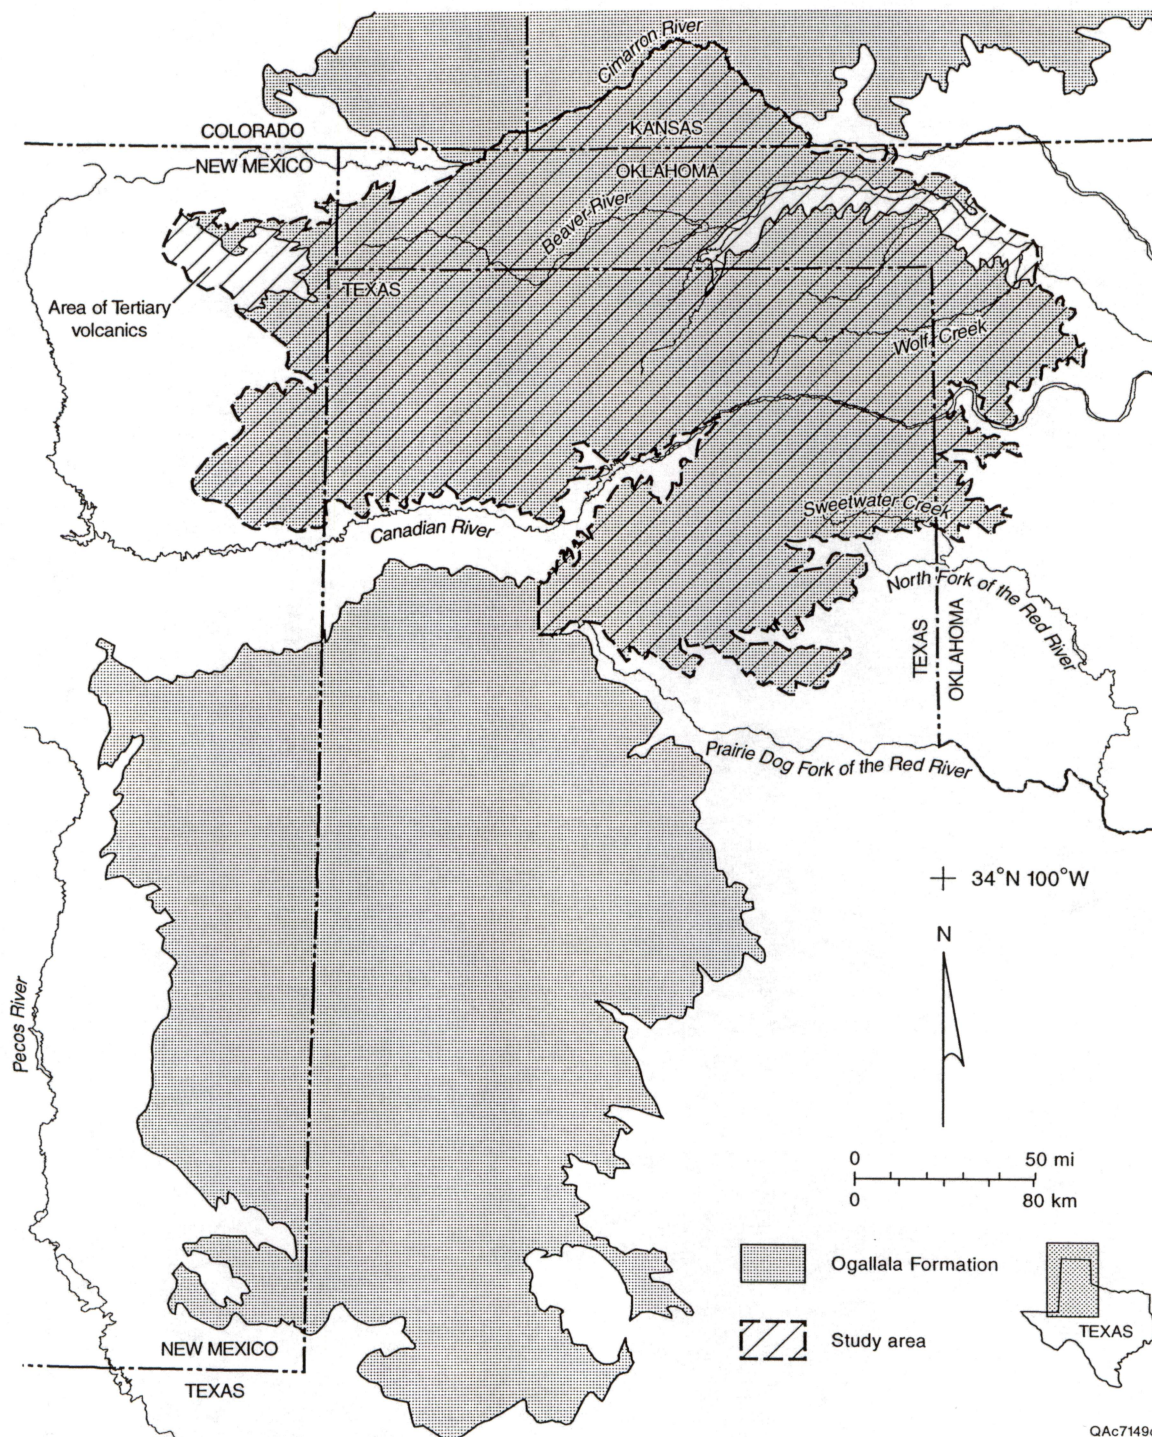 Cimarron River
COLORADO
KANSAS
NEW MEXICO
OKLAHOMA
Beaver River
TEXAS
Area of Tertiary
volcanics
Wolf Creek
Sweetwater Creek
Canadian River
North Fork of the Red River
TEXAS
OKLAHOMA
Prairie Dog Fork of the Red River
34°N 100°W
N
Pecos River
0 50 mi
0 80 km
Ogallala Formation
Study area
TEXAS
NEW MEXICO
TEXAS
QAc7149c